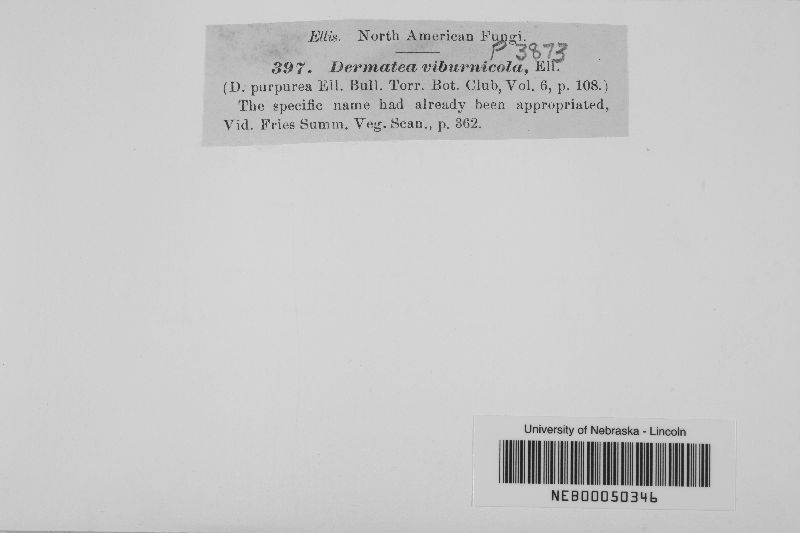 Ellis. North American Fungi.
P 3873
397. Dermatea viburnicola, Ell.
(D. purpurea Ell. Bull. Torr. Bot. Club, Vol. 6, p. 108.)
The specific name had already been appropriated,
Vid. Fries Summ. Veg. Scan., p. 362.
University of Nebraska - Lincoln
NEB00050346